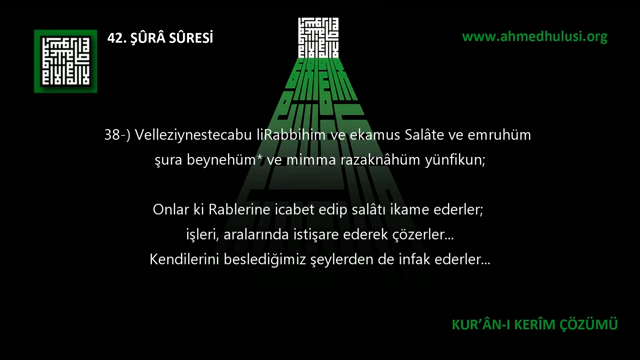 42. ŞÛRÂ SÛRESİ
www.ahmedhulusi.org
38-) Velleziynestecabu liRabbihim ve ekamus Salâte ve emruhüm
şura beynehüm* ve mimma razaknâhüm yünfikun;
Onlar ki Rablerine icabet edip salâtı ikame ederler;
işleri, aralarında istişare ederek çözerler...
Kendilerini beslediğimiz şeylerden de infak ederler...
KUR'ÂN-I KERÎM ÇÖZÜMÜ